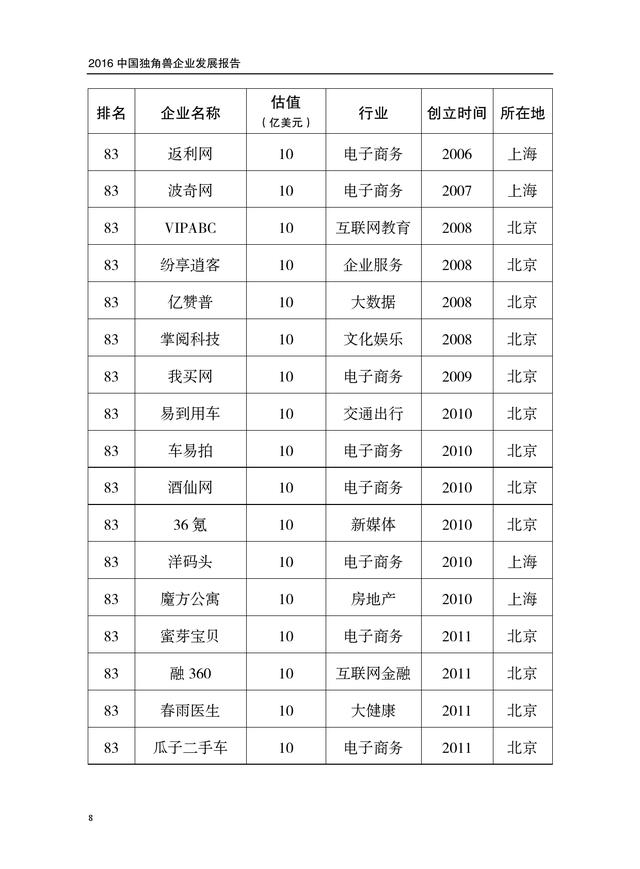 2016 中国独角兽企业发展报告
排名 企业名称 估值（亿美元） 行业 创立时间 所在地
83 返利网 10 电子商务 2006 上海
83 波奇网 10 电子商务 2007 上海
83 VIPABC 10 互联网教育 2008 北京
83 纷享逍客 10 企业服务 2008 北京
83 亿赞普 10 大数据 2008 北京
83 掌阅科技 10 文化娱乐 2008 北京
83 我买网 10 电子商务 2009 北京
83 易到用车 10 交通出行 2010 北京
83 车易拍 10 电子商务 2010 北京
83 酒仙网 10 电子商务 2010 北京
83 36 氪 10 新媒体 2010 北京
83 洋码头 10 电子商务 2010 上海
83 魔方公寓 10 房地产 2010 上海
83 蜜芽宝贝 10 电子商务 2011 北京
83 融 360 10 互联网金融 2011 北京
83 春雨医生 10 大健康 2011 北京
83 瓜子二手车 10 电子商务 2011 北京
8